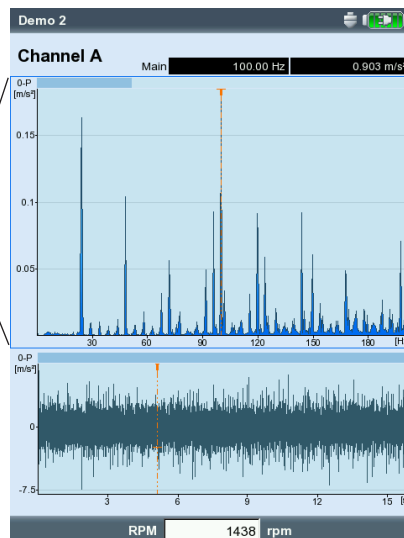 Demo 2
Channel A
Main 100.00 Hz 0.903 m/s²
0-P
[m/s²]
0.15
0.1
0.05
30 60 90 120 150 180 [H
0-P
[m/s²]
0
-7.5
3 6 9 12 15
RPM 1438 rpm